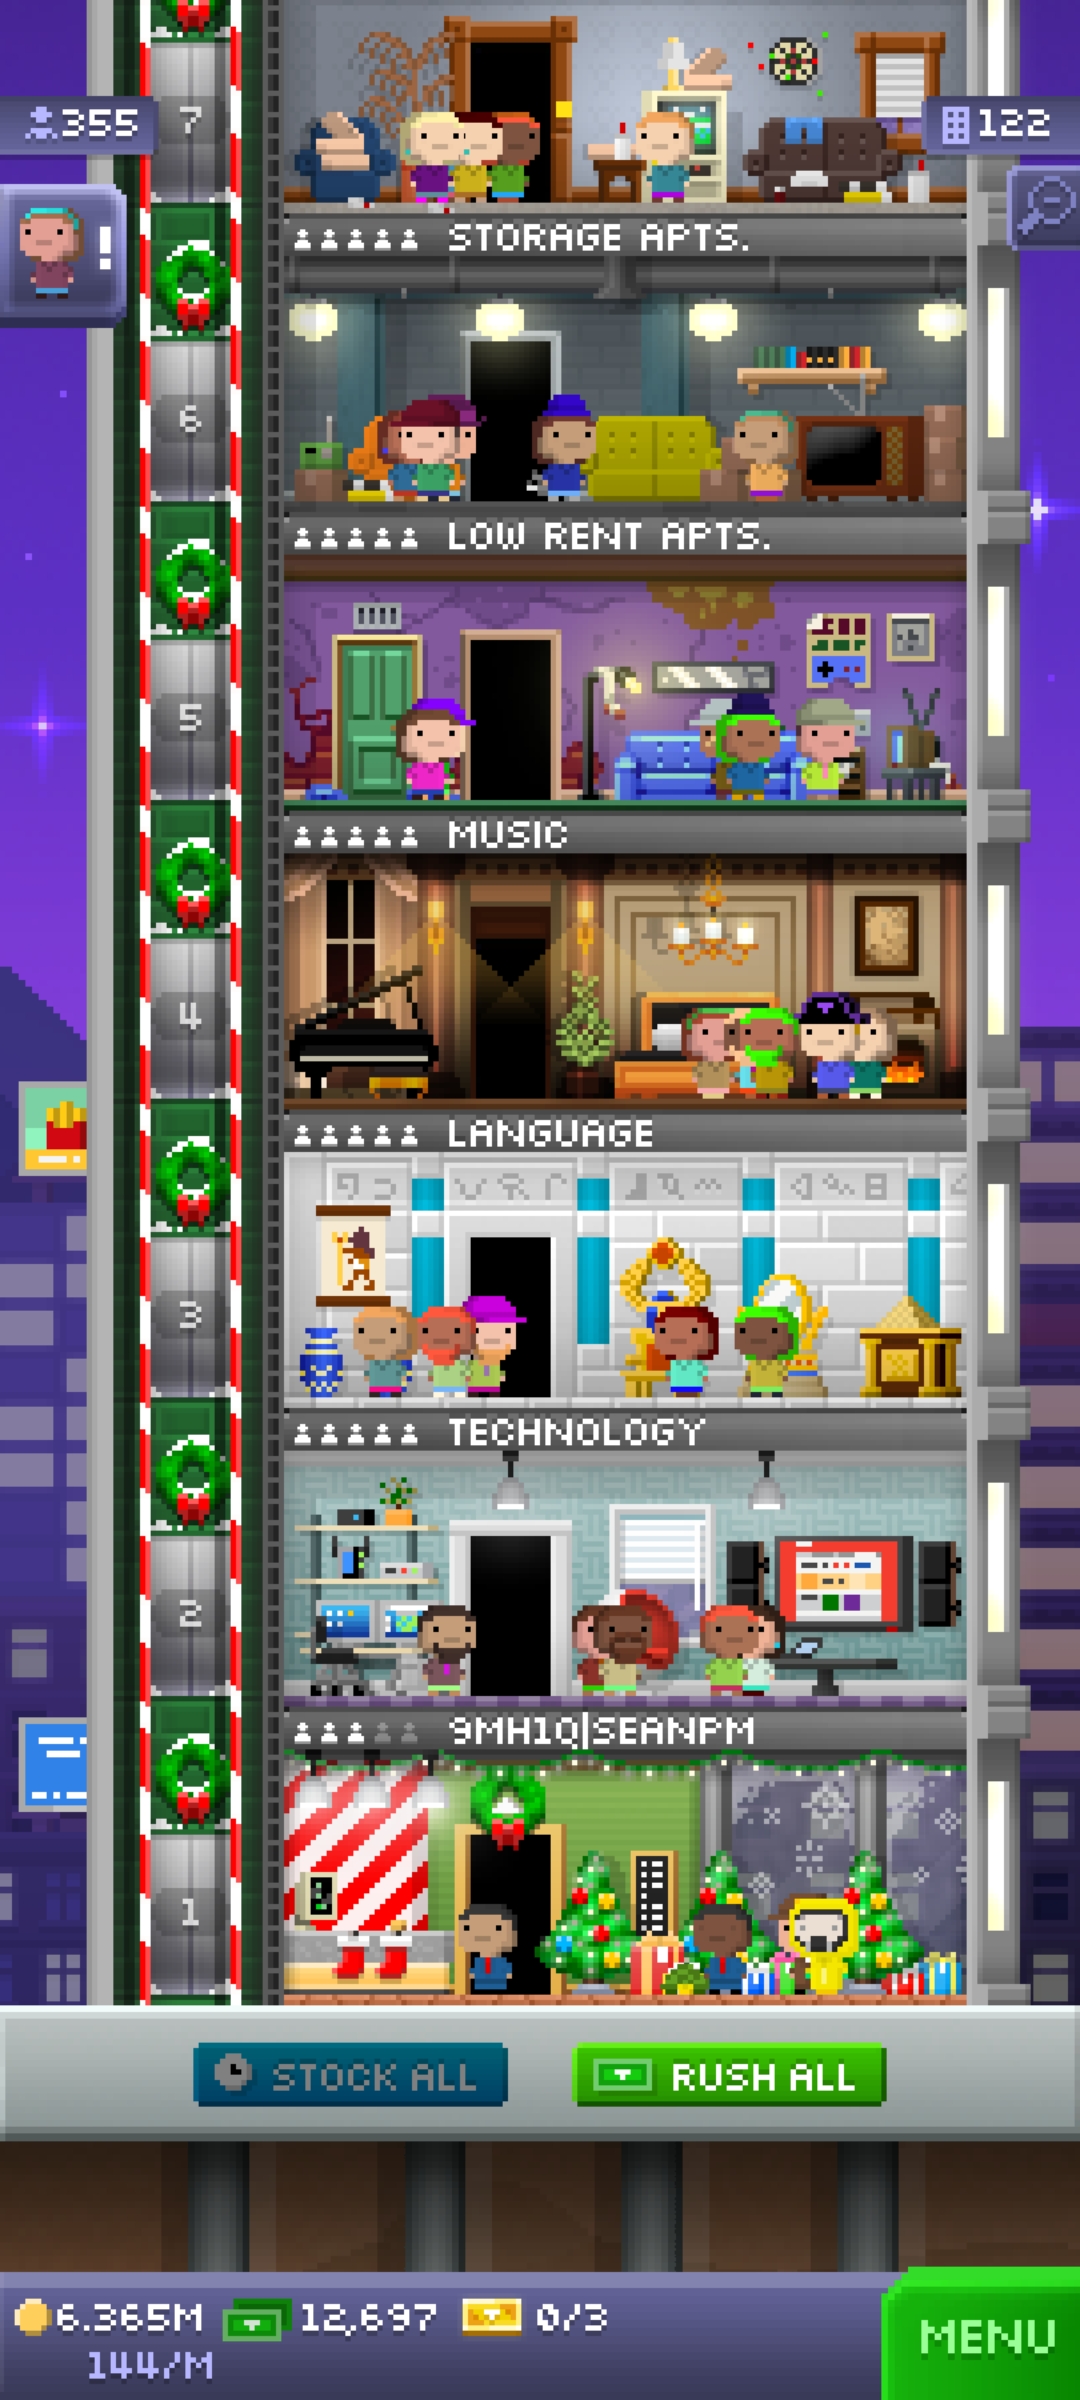 7
355
122
!
STORAGE APTS.
6
LOW RENT APTS.
5
MUSIC
4
LANGUAGE
3
TECHNOLOGY
2
9MH1Q|SEANPM
1
STOCK ALL
RUSH ALL
6.365M
12,697
0/3
144/M
MENU